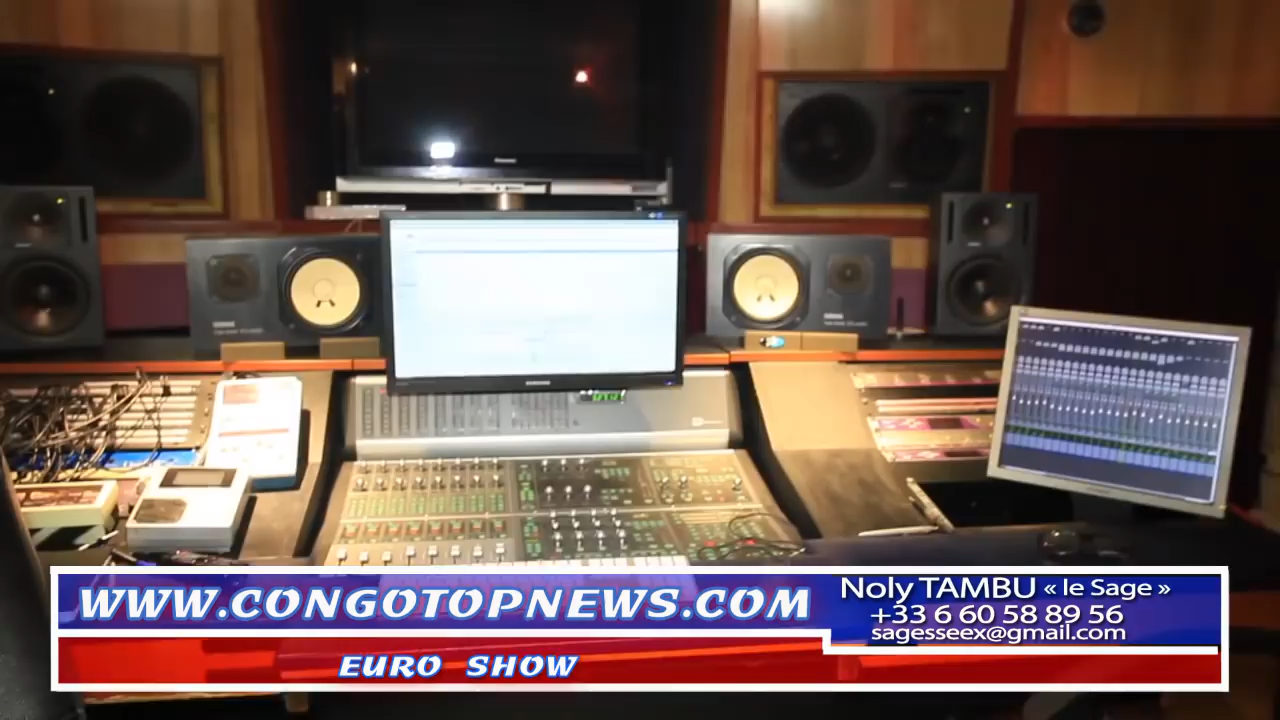 WWW.CONGOTOPNEWS.COM
Noly TAMBU « le Sage »
+33 6 60 58 89 56
sagesseex@gmail.com
EURO SHOW